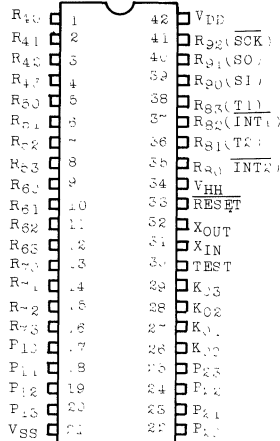 R40 1 42 VDD
R41 2 41 R92(SCK)
R42 3 40 R91(SO)
R43 4 39 R90(SI)
R50 5 38 R83(T1)
R51 6 37 R82(INT1)
R52 7 36 R81(T2)
R53 8 35 R80(INT2)
R60 9 34 VHH
R61 10 33 RESET
R62 11 32 XOUT
R63 12 31 XIN
R70 13 30 TEST
R71 14 29 K03
R72 15 28 K02
R73 16 27 K01
P10 17 26 K00
P11 18 25 P23
P12 19 24 P22
P13 20 23 P21
VSS 21 22 P20